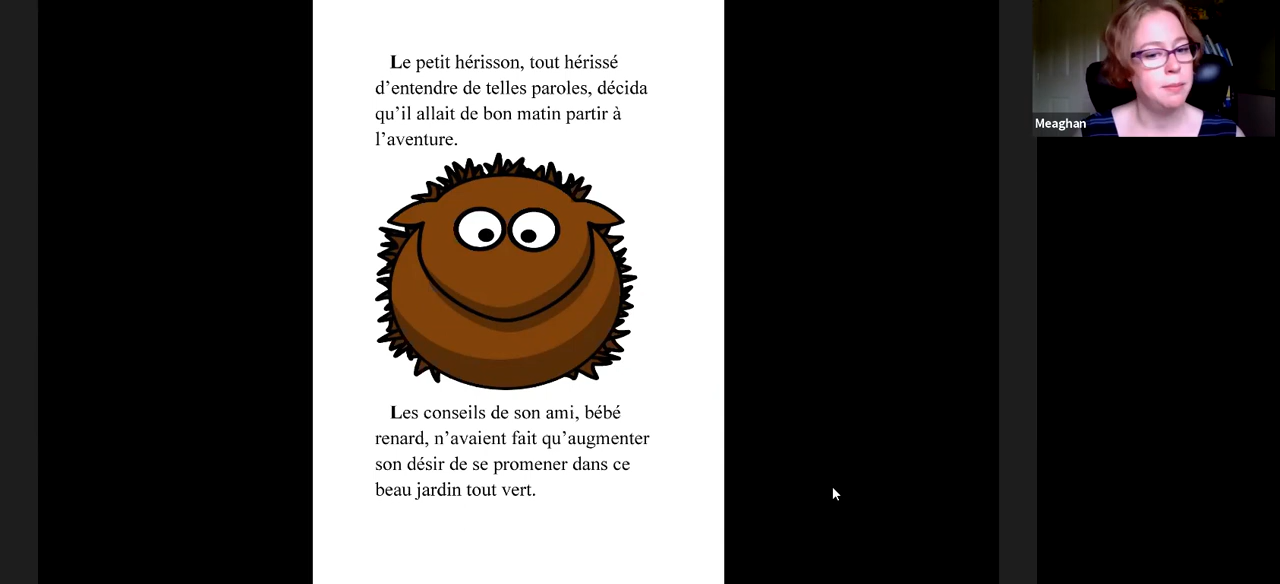 Le petit hérisson, tout hérissé
d’entendre de telles paroles, décida
qu’il allait de bon matin partir à
l’aventure.
Les conseils de son ami, bébé
renard, n’avaient fait qu’augmenter
son désir de se promener dans ce
beau jardin tout vert.
Meaghan